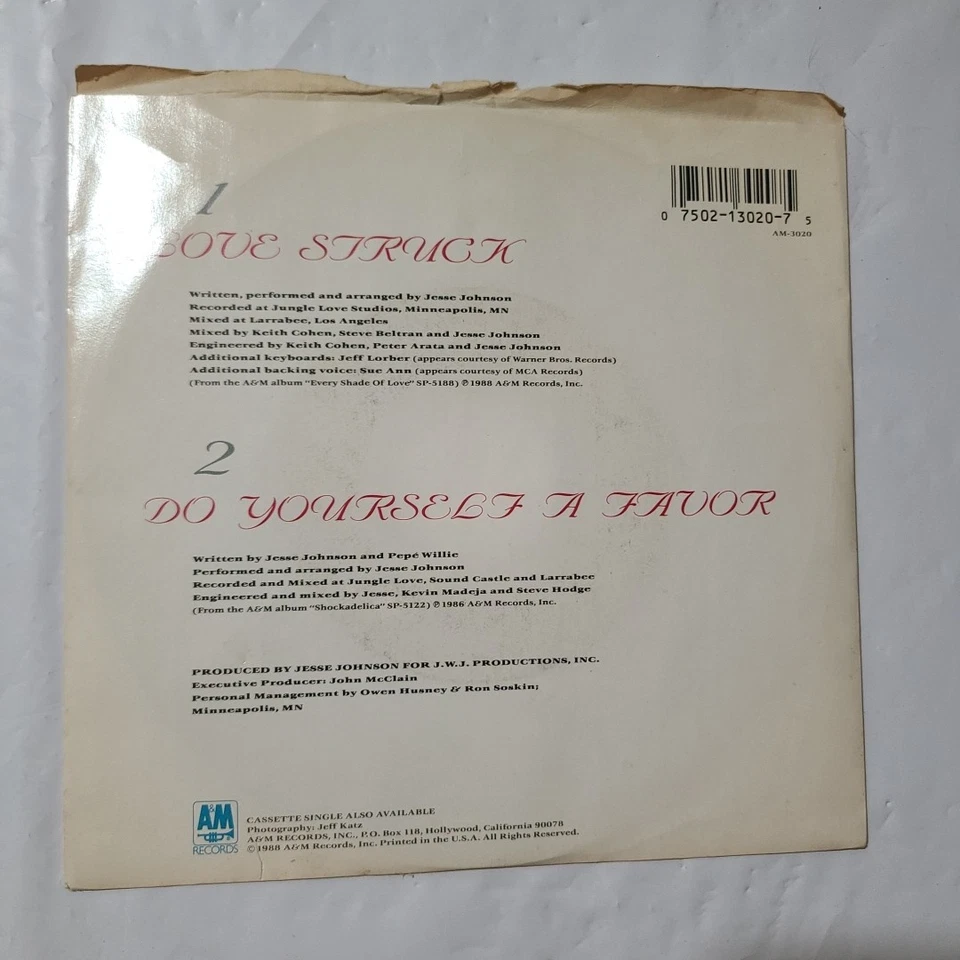 1
LOVE STRUCK
0 7502-13020-7 5
AM-3020
Written, performed and arranged by Jesse Johnson
Recorded at Jungle Love Studios, Minneapolis, MN
Mixed at Larrabee, Los Angeles
Mixed by Keith Cohen, Steve Beltran and Jesse Johnson
Engineered by Keith Cohen, Peter Arata and Jesse Johnson
Additional keyboards: Jeff Lorber (appears courtesy of Warner Bros. Records)
Additional backing voice: Sue Ann (appears courtesy of MCA Records)
(From the A&M album "Every Shade Of Love" SP-5188) ℗ 1988 A&M Records, Inc.
2
DO YOURSELF A FAVOR
Written by Jesse Johnson and Pepé Willie
Performed and arranged by Jesse Johnson
Recorded and Mixed at Jungle Love, Sound Castle and Larrabee
Engineered and mixed by Jesse, Kevin Madeja and Steve Hodge
(From the A&M album "Shockadelica" SP-5122) ℗ 1986 A&M Records, Inc.
PRODUCED BY JESSE JOHNSON FOR J.W.J. PRODUCTIONS, INC.
Executive Producer: John McClain
Personal Management by Owen Husney & Ron Soskin;
Minneapolis, MN
A&M
RECORDS
CASSETTE SINGLE ALSO AVAILABLE
Photography: Jeff Katz
A&M RECORDS, INC., P.O. Box 118, Hollywood, California 90078
© 1988 A&M Records, Inc. Printed in the U.S.A. All Rights Reserved.